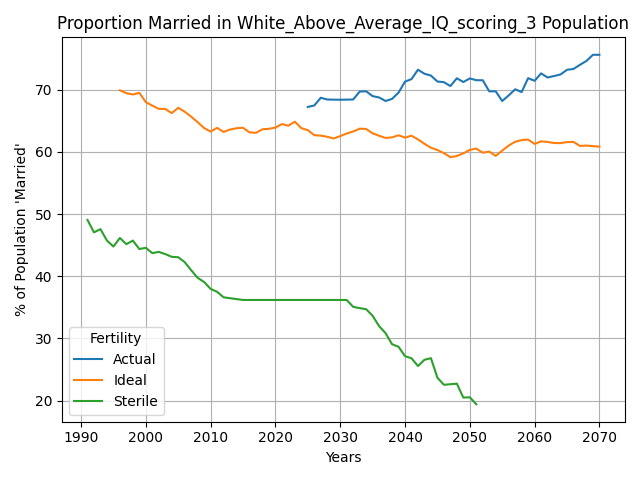 Proportion Married in White_Above_Average_IQ_scoring_3 Population
% of Population 'Married'
70
60
50
40
30
20
Fertility
Actual
Ideal
Sterile
1990 2000 2010 2020 2030 2040 2050 2060 2070
Years